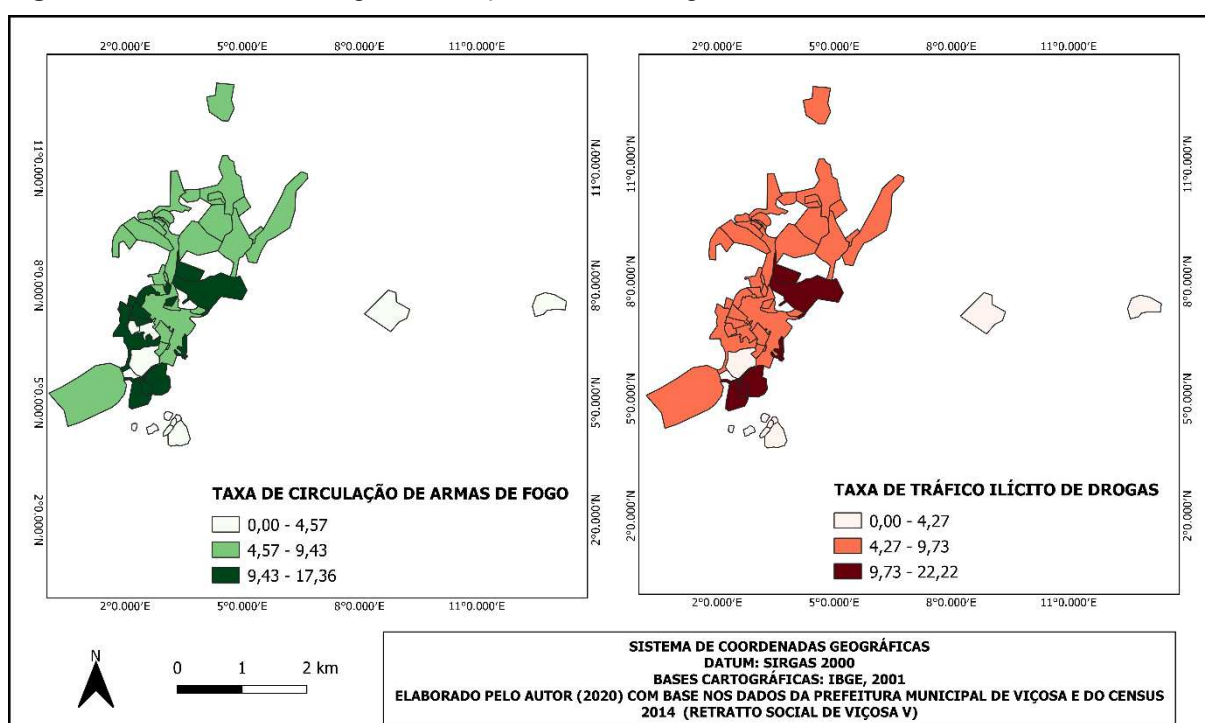 2°0.000'E 5°0.000'E 8°0.000'E 11°0.000'E
2°0.000'E 5°0.000'E 8°0.000'E 11°0.000'E
11°0.000'N
8°0.000'N
5°0.000'N
2°0.000'N
11°0.000'N
8°0.000'N
5°0.000'N
2°0.000'N
11°0.000'N
8°0.000'N
5°0.000'N
2°0.000'N
11°0.000'N
8°0.000'N
5°0.000'N
2°0.000'N
TAXA DE CIRCULAÇÃO DE ARMAS DE FOGO
0,00 - 4,57
4,57 - 9,43
9,43 - 17,36
TAXA DE TRÁFICO ILÍCITO DE DROGAS
0,00 - 4,27
4,27 - 9,73
9,73 - 22,22
2°0.000'E 5°0.000'E 8°0.000'E 11°0.000'E
2°0.000'E 5°0.000'E 8°0.000'E 11°0.000'E
N
0 1 2 km
SISTEMA DE COORDENADAS GEOGRÁFICAS
DATUM: SIRGAS 2000
BASES CARTOGRÁFICAS: IBGE, 2001
ELABORADO PELO AUTOR (2020) COM BASE NOS DADOS DA PREFEITURA MUNICIPAL DE VIÇOSA E DO CENSUS
2014 (RETRATTO SOCIAL DE VIÇOSA V)